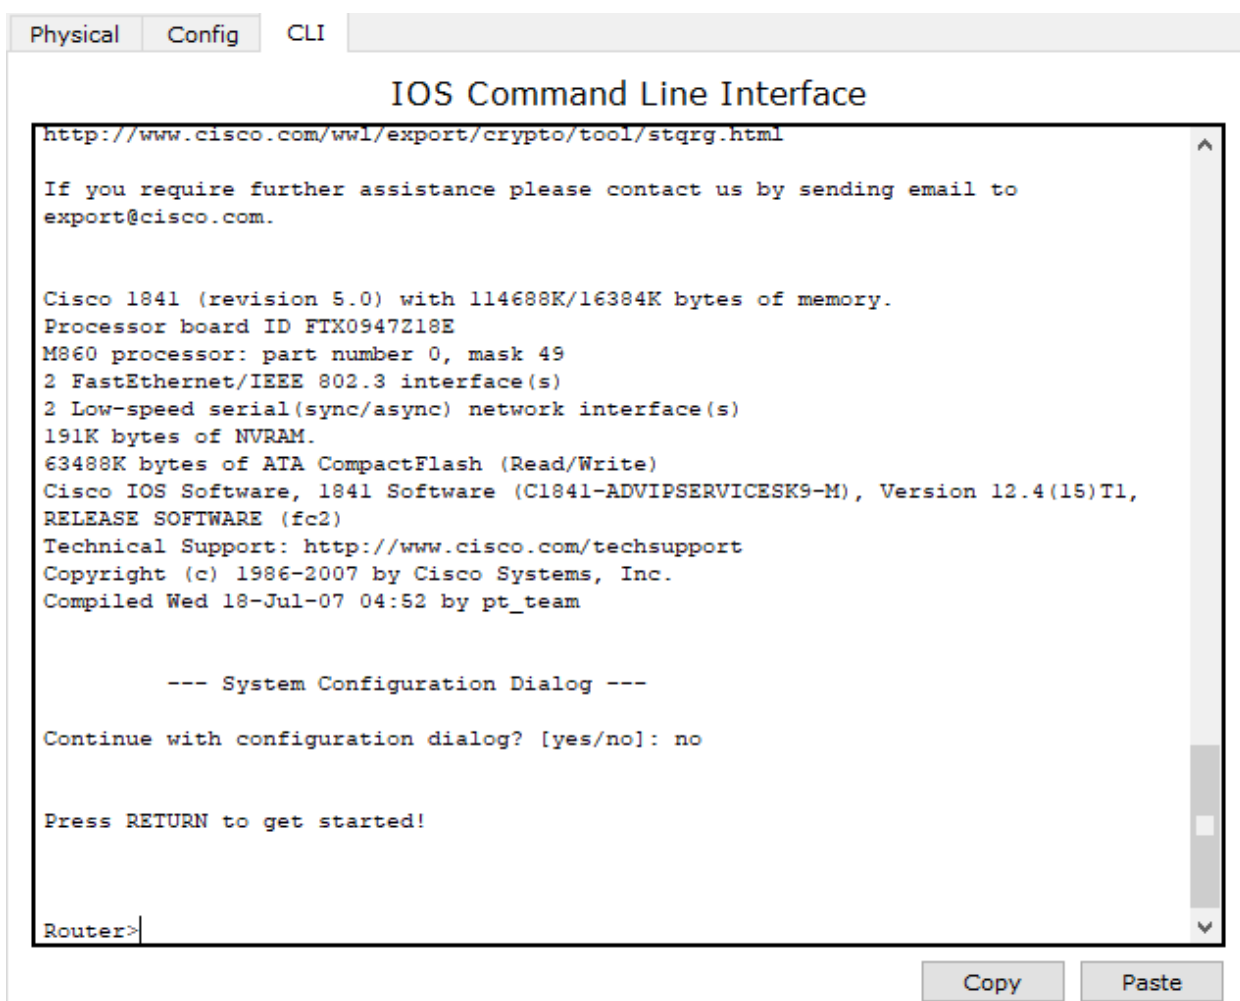 Physical Config CLI
IOS Command Line Interface
http://www.cisco.com/wwl/export/crypto/tool/stqrg.html
If you require further assistance please contact us by sending email to
export@cisco.com.
Cisco 1841 (revision 5.0) with 114688K/16384K bytes of memory.
Processor board ID FTX0947Z18E
M860 processor: part number 0, mask 49
2 FastEthernet/IEEE 802.3 interface(s)
2 Low-speed serial(sync/async) network interface(s)
191K bytes of NVRAM.
63488K bytes of ATA CompactFlash (Read/Write)
Cisco IOS Software, 1841 Software (C1841-ADVIPSERVICESK9-M), Version 12.4(15)T1,
RELEASE SOFTWARE (fc2)
Technical Support: http://www.cisco.com/techsupport
Copyright (c) 1986-2007 by Cisco Systems, Inc.
Compiled Wed 18-Jul-07 04:52 by pt_team
--- System Configuration Dialog ---
Continue with configuration dialog? [yes/no]: no
Press RETURN to get started!
Router>
Copy Paste